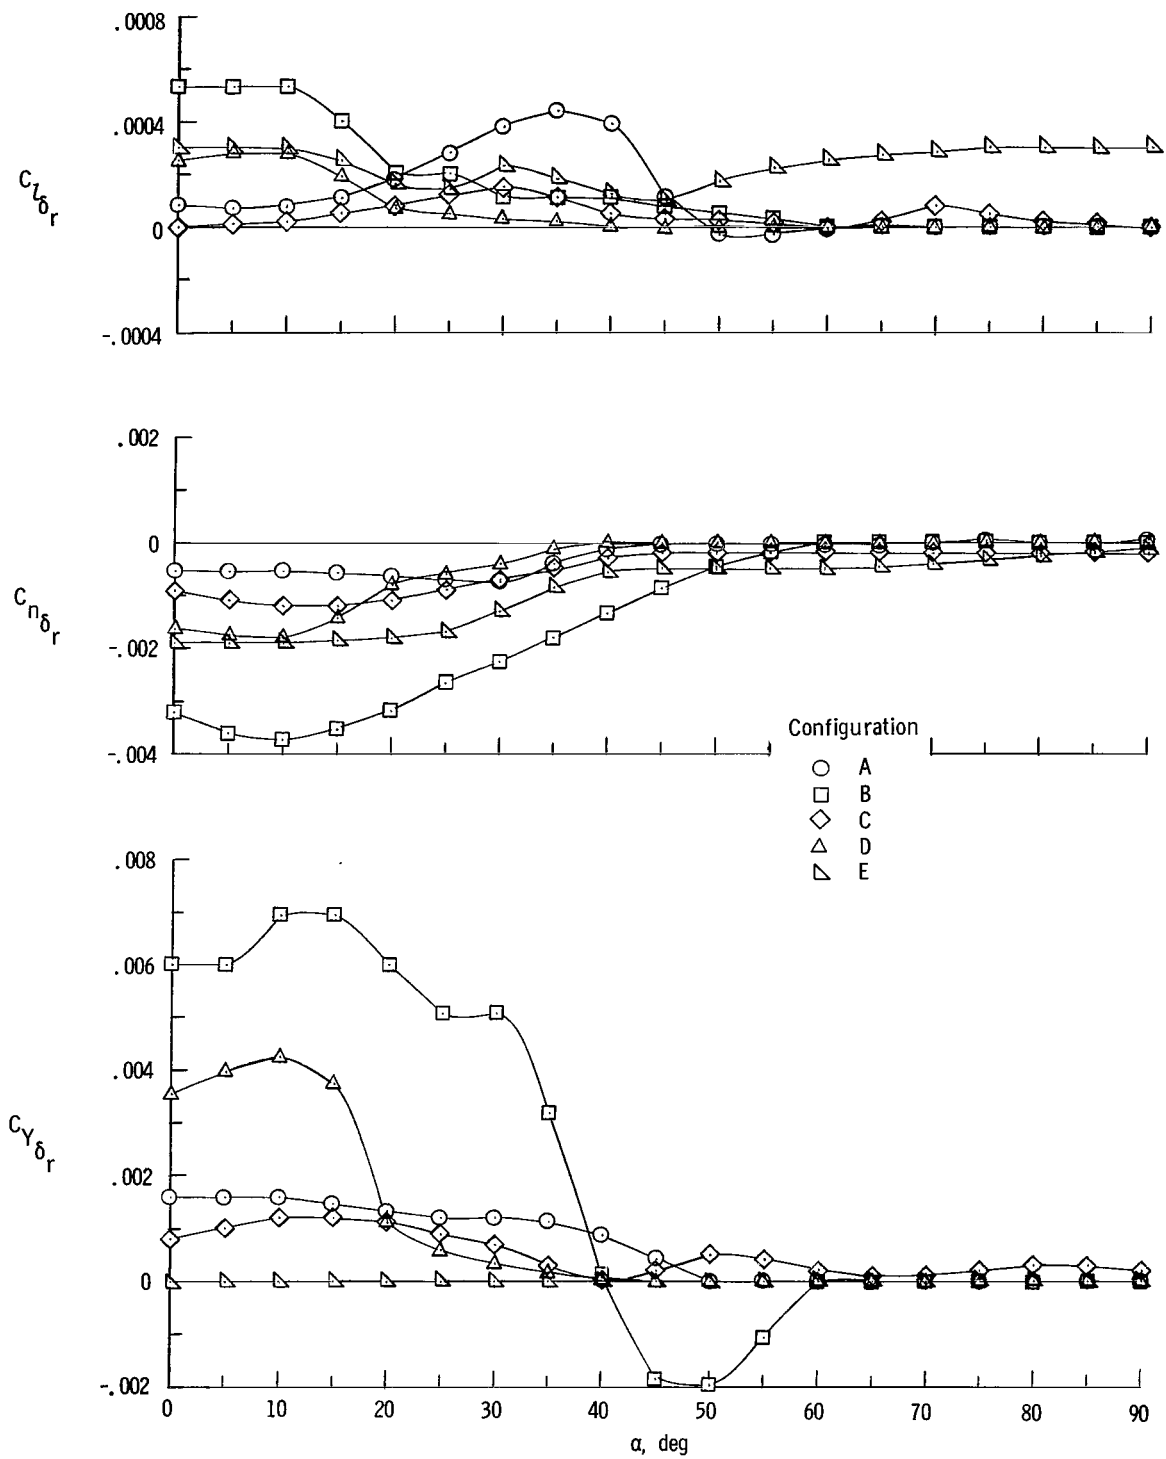 .0008
.0004
C_{l_{δ_r}}
0
-.0004
.002
0
C_{n_{δ_r}}
-.002
-.004
Configuration
A
B
C
D
E
.008
.006
.004
C_{Y_{δ_r}}
.002
0
-.002
0 10 20 30 40 50 60 70 80 90
α, deg